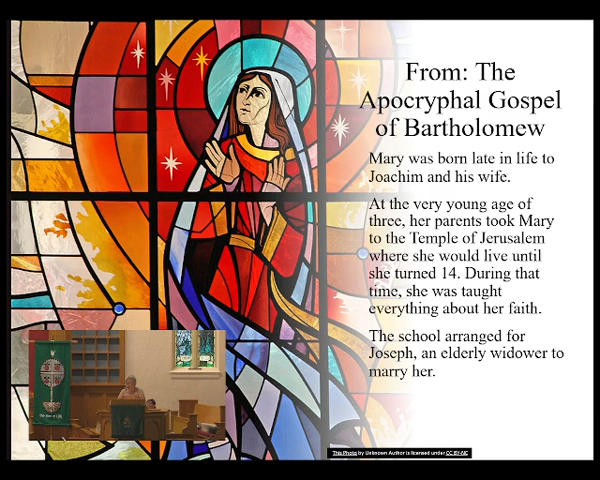 From: The
Apocryphal Gospel
of Bartholomew
Mary was born late in life to
Joachim and his wife.
At the very young age of
three, her parents took Mary
to the Temple of Jerusalem
where she would live until
she turned 14. During that
time, she was taught
everything about her faith.
The school arranged for
Joseph, an elderly widower to
marry her.
This Photo by Unknown Author is licensed under CC BY-NC